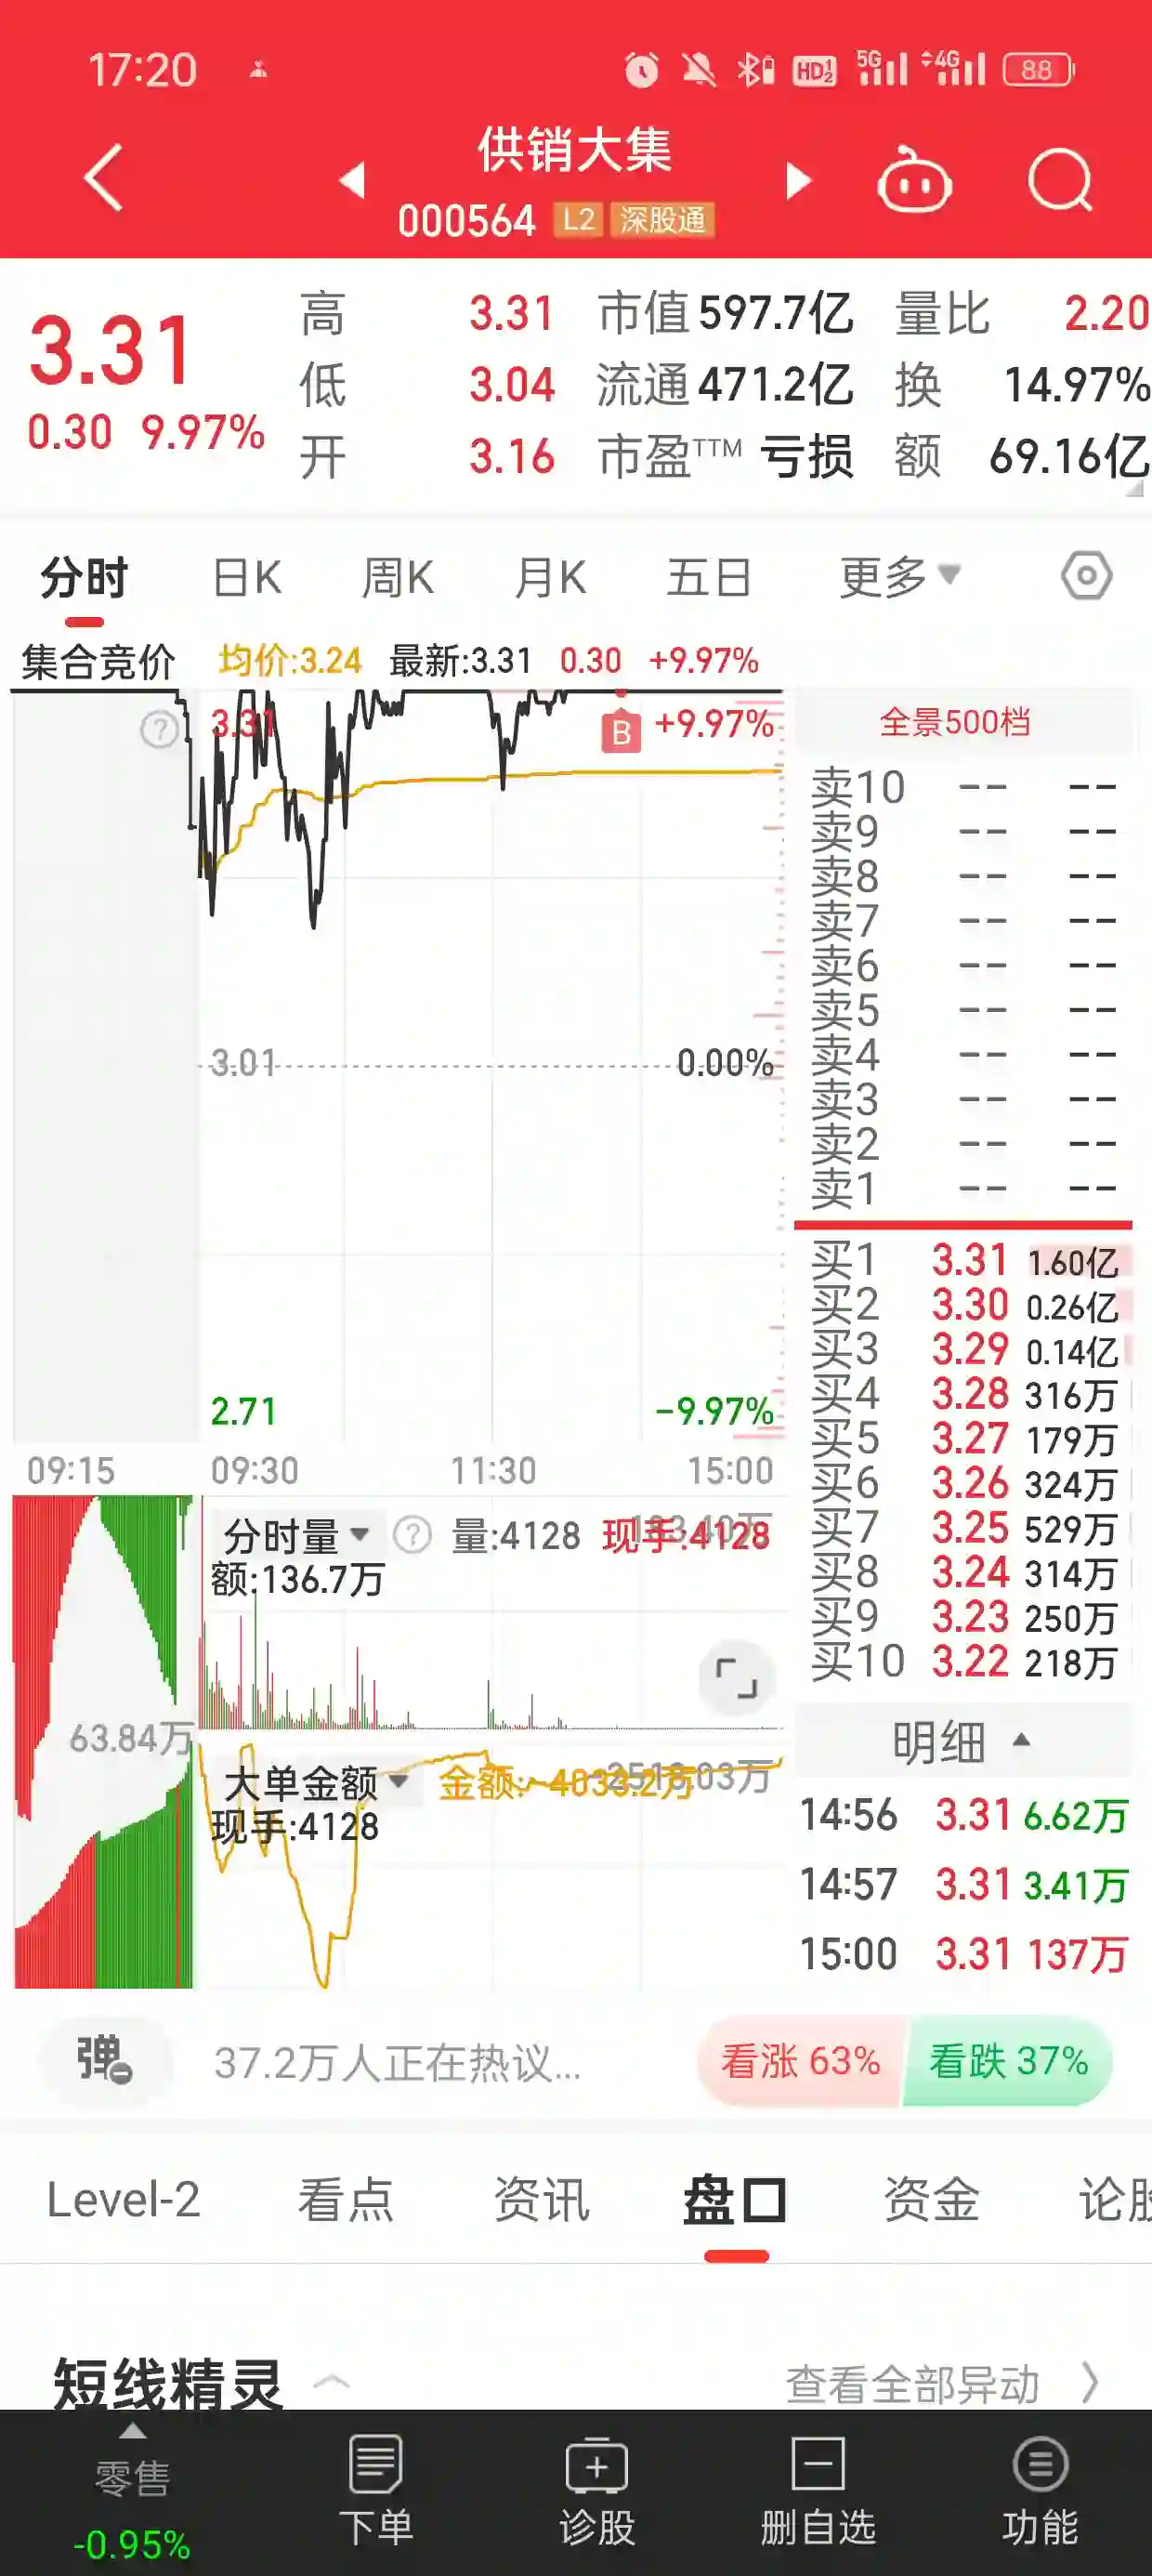 17:20 HD 1 2 5G 4G 88
供销大集
000564 L2 深股通
3.31
0.30 9.97%
高 3.31 市值 597.7亿 量比 2.20
低 3.04 流通 471.2亿 换 14.97%
开 3.16 市盈TTM 亏损 额 69.16亿
分时 日K 周K 月K 五日 更多
集合竞价 均价:3.24 最新:3.31 0.30 +9.97%
? 3.31 B +9.97%
3.01 0.00%
2.71 -9.97%
09:15 09:30 11:30 15:00
全景500档
卖10 -- --
卖9 -- --
卖8 -- --
卖7 -- --
卖6 -- --
卖5 -- --
卖4 -- --
卖3 -- --
卖2 -- --
卖1 -- --
买1 3.31 1.60亿
买2 3.30 0.26亿
买3 3.29 0.14亿
买4 3.28 316万
买5 3.27 179万
买6 3.26 324万
买7 3.25 529万
买8 3.24 314万
买9 3.23 250万
买10 3.22 218万
分时量 ? 量:4128 现手:4128
额:136.7万
63.84万
大单金额 金额:-4033.2万
现手:4128
明细
14:56 3.31 6.62万
14:57 3.31 3.41万
15:00 3.31 137万
弹 37.2万人正在热议... 看涨 63% 看跌 37%
Level-2 看点 资讯 盘口 资金 论股
短线精灵 查看全部异动
零售 下单 诊股 删自选 功能
-0.95%